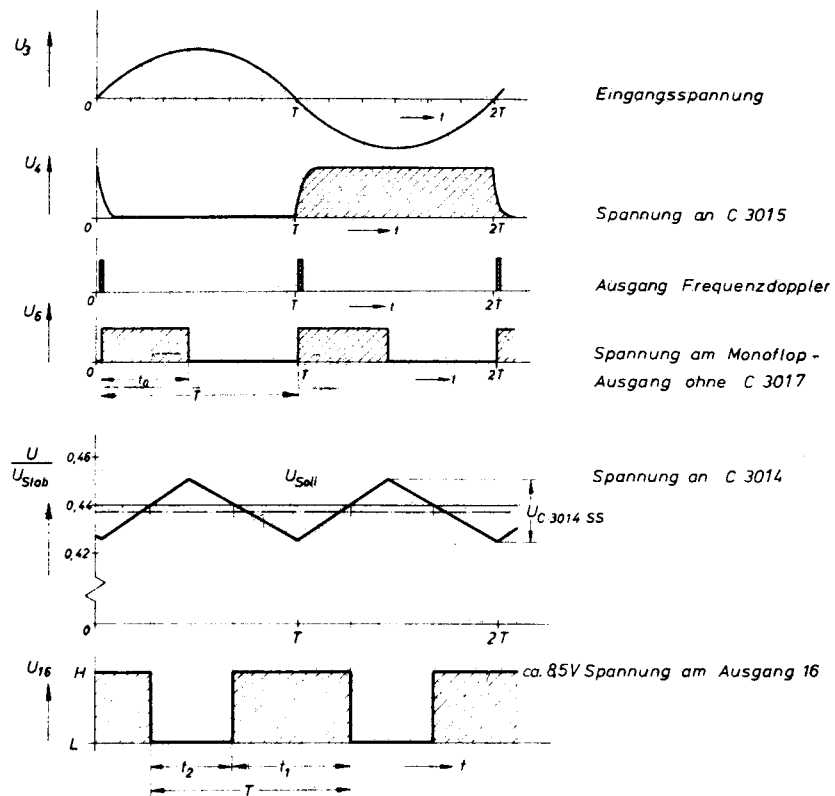 U3
0
T
t
2T
Eingangsspannung
U4
0
T
t
2T
Spannung an C 3015
0
T
t
2T
Ausgang Frequenzdoppler
U6
0
T
t
2T
ta
T
Spannung am Monoflop-
Ausgang ohne C 3017
U
UStab
0,46
USoll
0,44
0,42
UC 3014 SS
Spannung an C 3014
0
T
2T
U16
H
L
ca. 8,5V Spannung am Ausgang 16
t2
t1
t
T